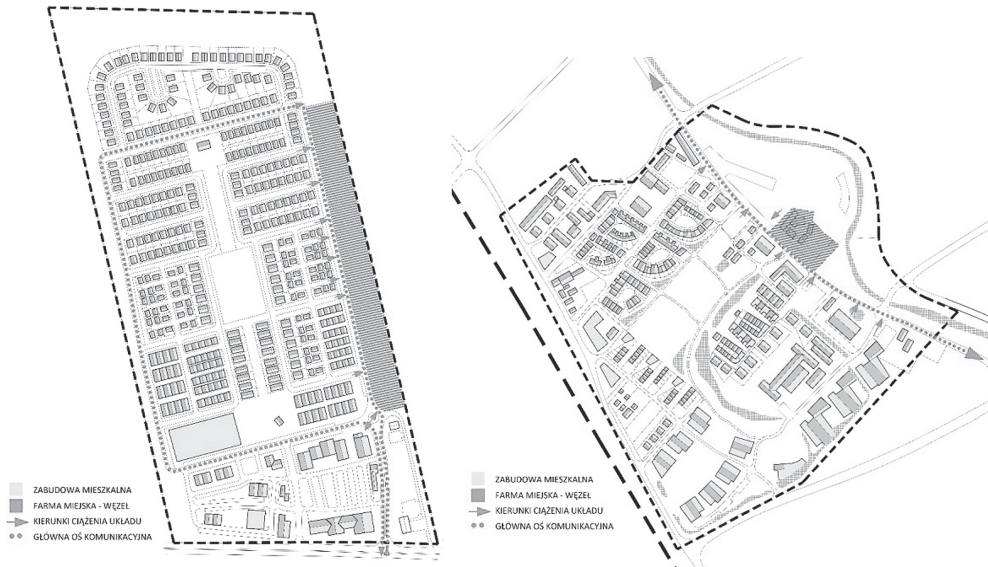 ZABUDOWA MIESZKALNA
FARMA MIEJSKA - WĘZEŁ
KIERUNKI CIĄŻENIA UKŁADU
GŁÓWNA OŚ KOMUNIKACYJNA
ZABUDOWA MIESZKALNA
FARMA MIEJSKA - WĘZEŁ
KIERUNKI CIĄŻENIA UKŁADU
GŁÓWNA OŚ KOMUNIKACYJNA